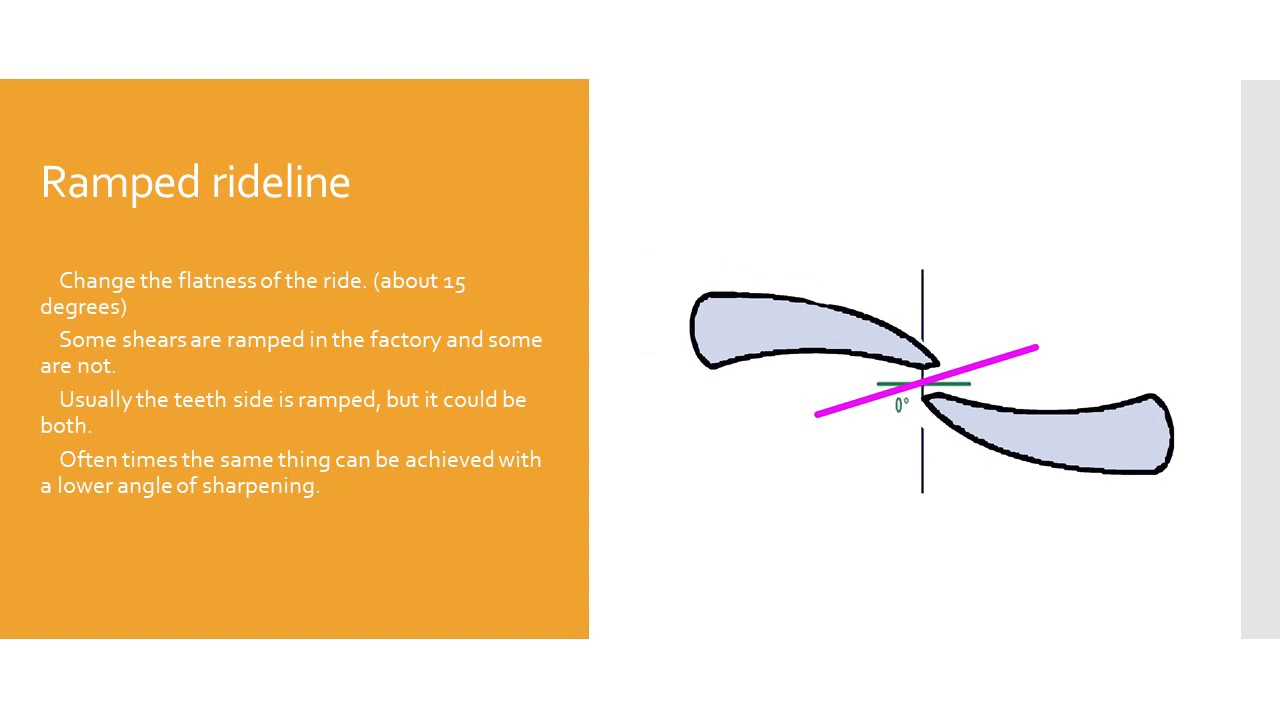 Ramped rideline
Change the flatness of the ride. (about 15
degrees)
Some shears are ramped in the factory and some
are not.
Usually the teeth side is ramped, but it could be
both.
Often times the same thing can be achieved with
a lower angle of sharpening.
0°